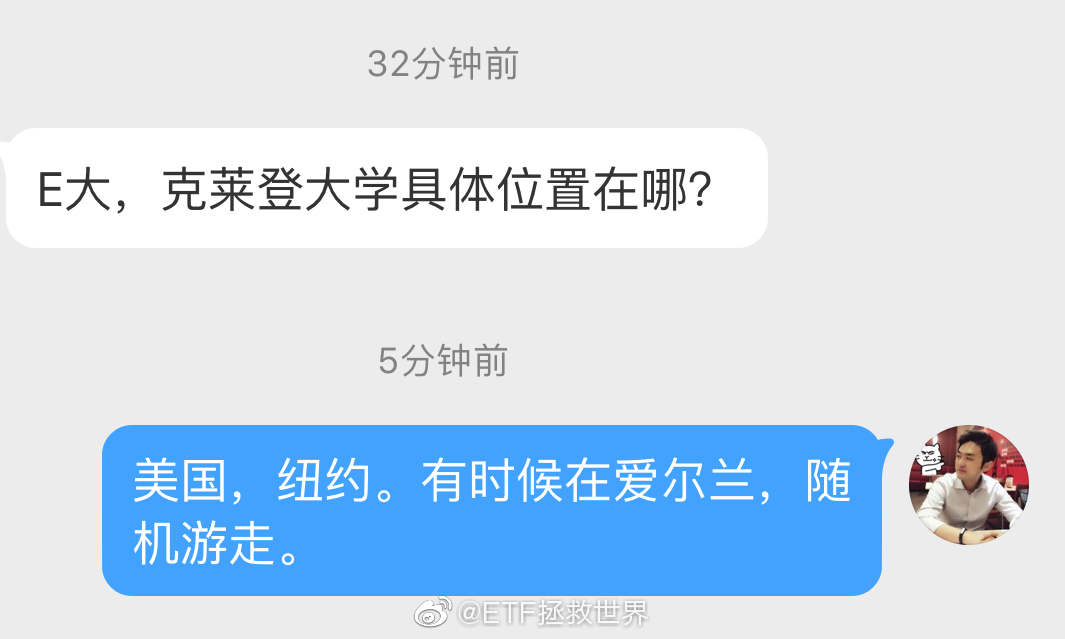 32分钟前
E大，克莱登大学具体位置在哪？
5分钟前
美国，纽约。有时候在爱尔兰，随
机游走。
@ETF拯救世界